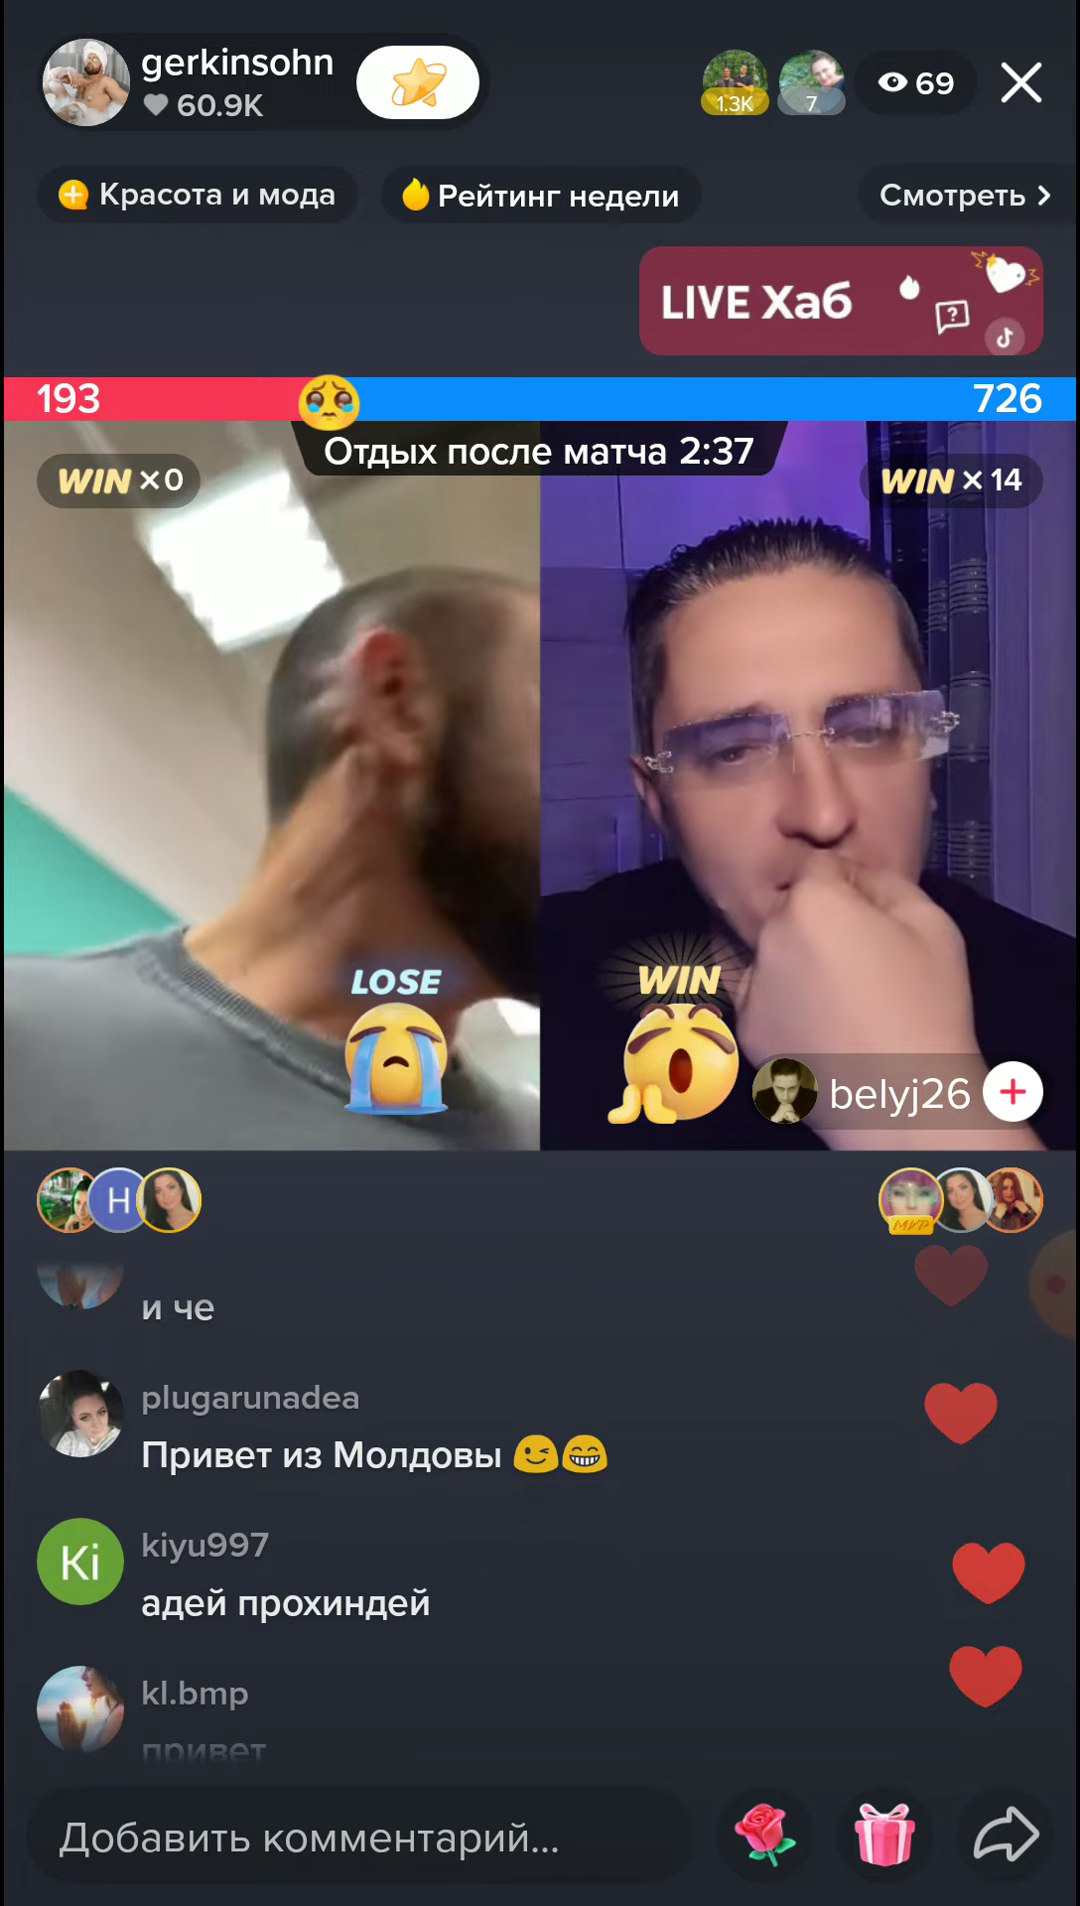 gerkinsohn
60.9K
1.3K
7
69
Красота и мода
Рейтинг недели
Смотреть
LIVE Хаб
193
726
Отдых после матча 2:37
WIN ×0
WIN × 14
LOSE
WIN
belyj26
H
и че
plugarunadea
Привет из Молдовы 😉😁
Ki
kiyu997
адей прохиндей
kl.bmp
привет
Добавить комментарий...